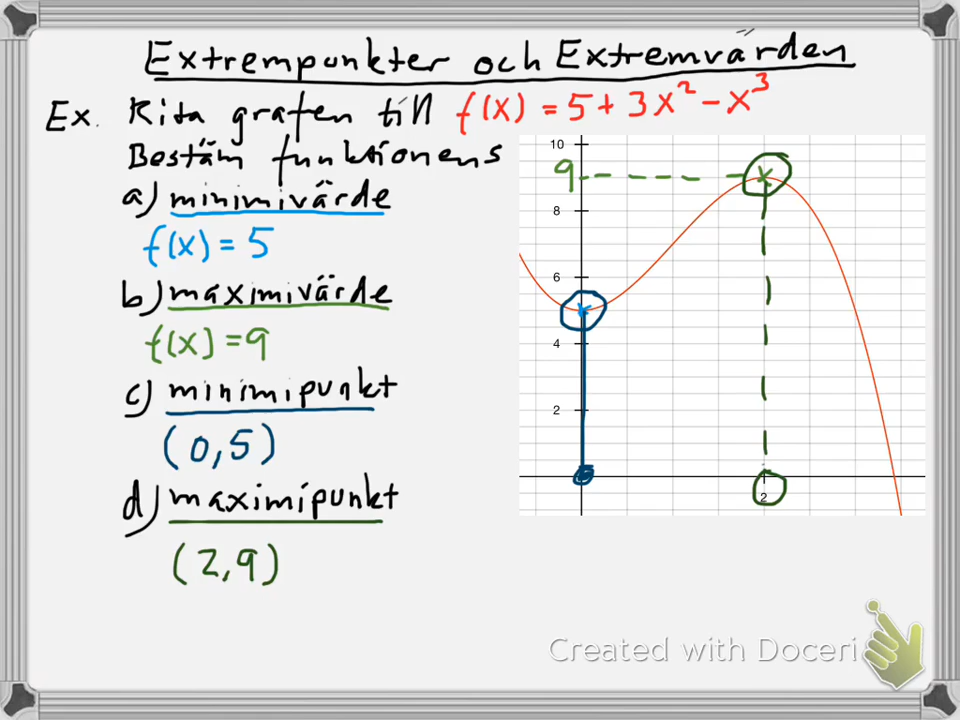 Extrempunkter och Extremvärden
Ex. Rita grafen till f(x) = 5 + 3x² - x³
Bestäm funktionens
a) minimivärde
f(x) = 5
b) maximivärde
f(x) = 9
c) minimipunkt
(0,5)
d) maximipunkt
(2,9)
10
9
8
6
4
2
2
Created with Doceri